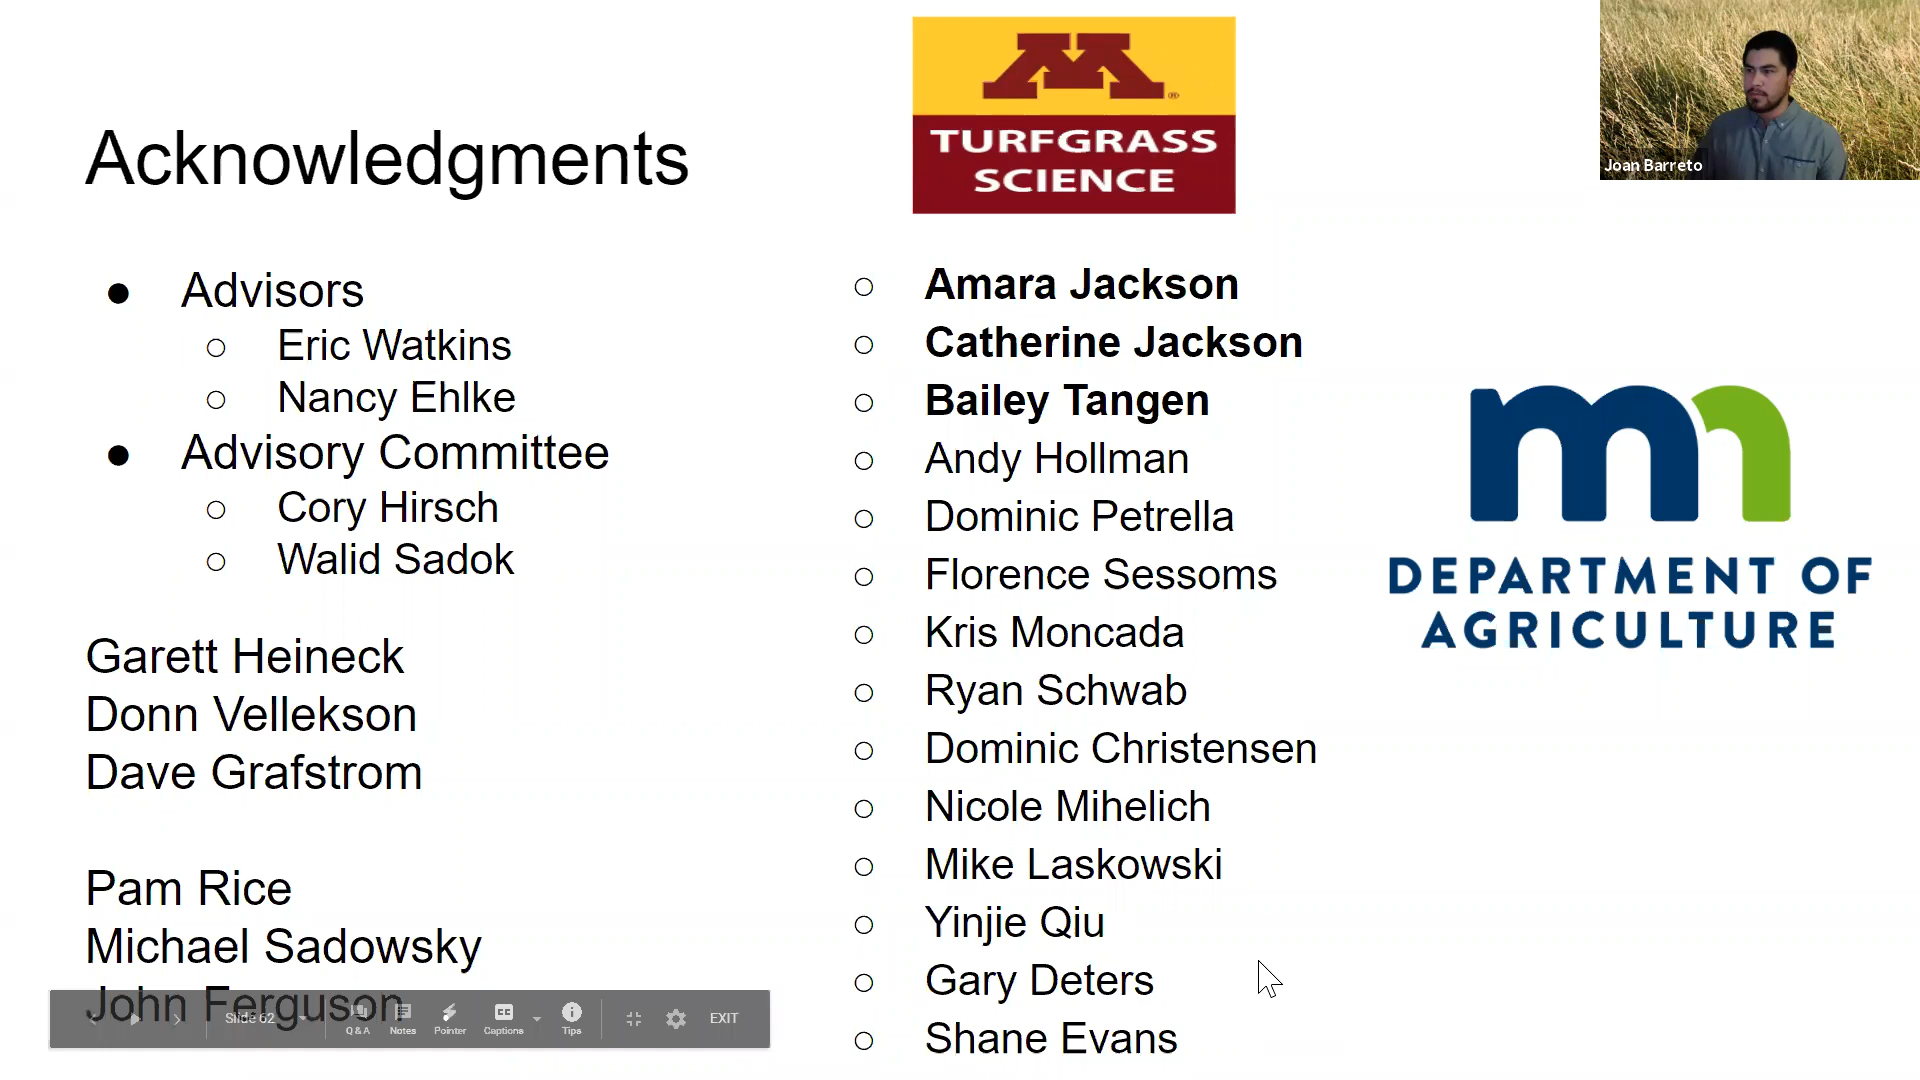 Acknowledgments
Advisors
Eric Watkins
Nancy Ehlke
Advisory Committee
Cory Hirsch
Walid Sadok
Garett Heineck
Donn Vellekson
Dave Grafstrom
Pam Rice
Michael Sadowsky
John Ferguson
Slide 62
Q & A
Notes
Pointer
Captions
Tips
EXIT
M
TURFGRASS
SCIENCE
Amara Jackson
Catherine Jackson
Bailey Tangen
Andy Hollman
Dominic Petrella
Florence Sessoms
Kris Moncada
Ryan Schwab
Dominic Christensen
Nicole Mihelich
Mike Laskowski
Yinjie Qiu
Gary Deters
Shane Evans
Joan Barreto
mn
DEPARTMENT OF
AGRICULTURE